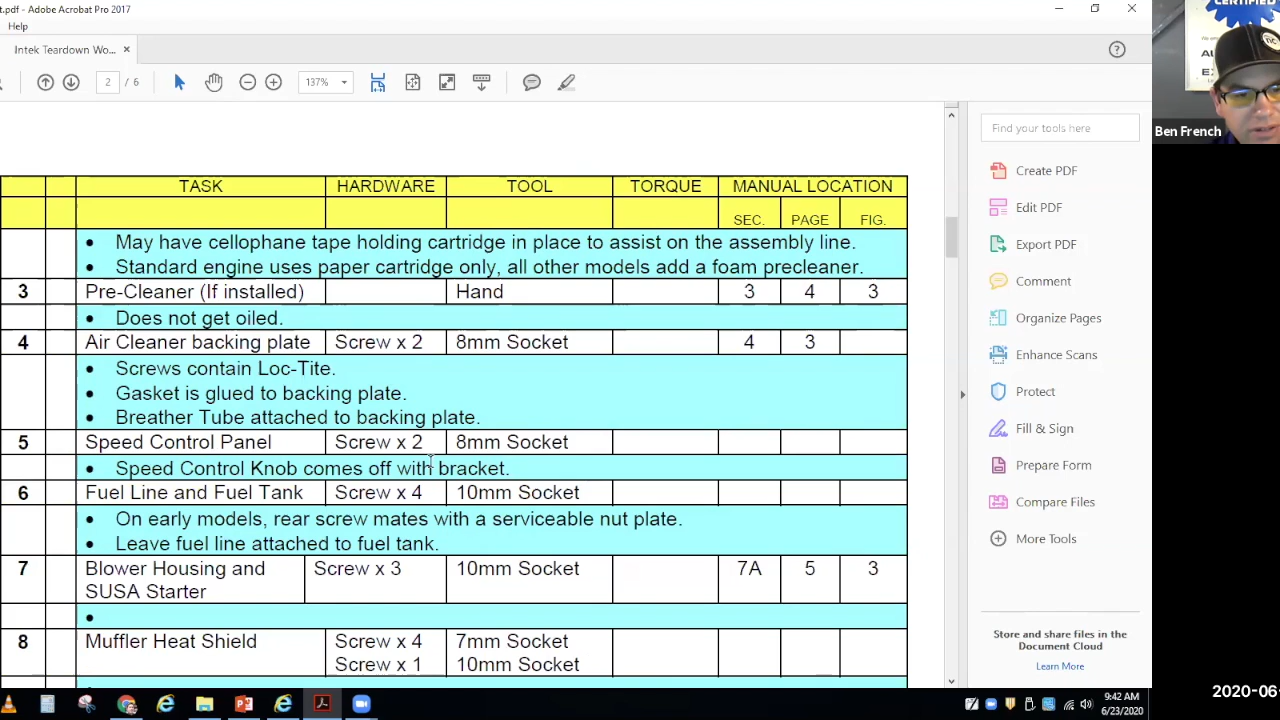 t.pdf - Adobe Acrobat Pro 2017
Help
Intek Teardown Wo... ×
2 / 6 137%
TASK HARDWARE TOOL TORQUE MANUAL LOCATION
SEC. PAGE FIG.
• May have cellophane tape holding cartridge in place to assist on the assembly line.
• Standard engine uses paper cartridge only, all other models add a foam precleaner.
3 Pre-Cleaner (If installed) Hand 3 4 3
• Does not get oiled.
4 Air Cleaner backing plate Screw x 2 8mm Socket 4 3
• Screws contain Loc-Tite.
• Gasket is glued to backing plate.
• Breather Tube attached to backing plate.
5 Speed Control Panel Screw x 2 8mm Socket
• Speed Control Knob comes off with bracket.
6 Fuel Line and Fuel Tank Screw x 4 10mm Socket
• On early models, rear screw mates with a serviceable nut plate.
• Leave fuel line attached to fuel tank.
7 Blower Housing and Screw x 3 10mm Socket 7A 5 3
SUSA Starter
•
8 Muffler Heat Shield Screw x 4 7mm Socket
Screw x 1 10mm Socket
Find your tools here
Create PDF
Edit PDF
Export PDF
Comment
Organize Pages
Enhance Scans
Protect
Fill & Sign
Prepare Form
Compare Files
More Tools
Store and share files in the
Document Cloud
Learn More
9:42 AM
6/23/2020
CERTIFIED
Ben French
2020-06-